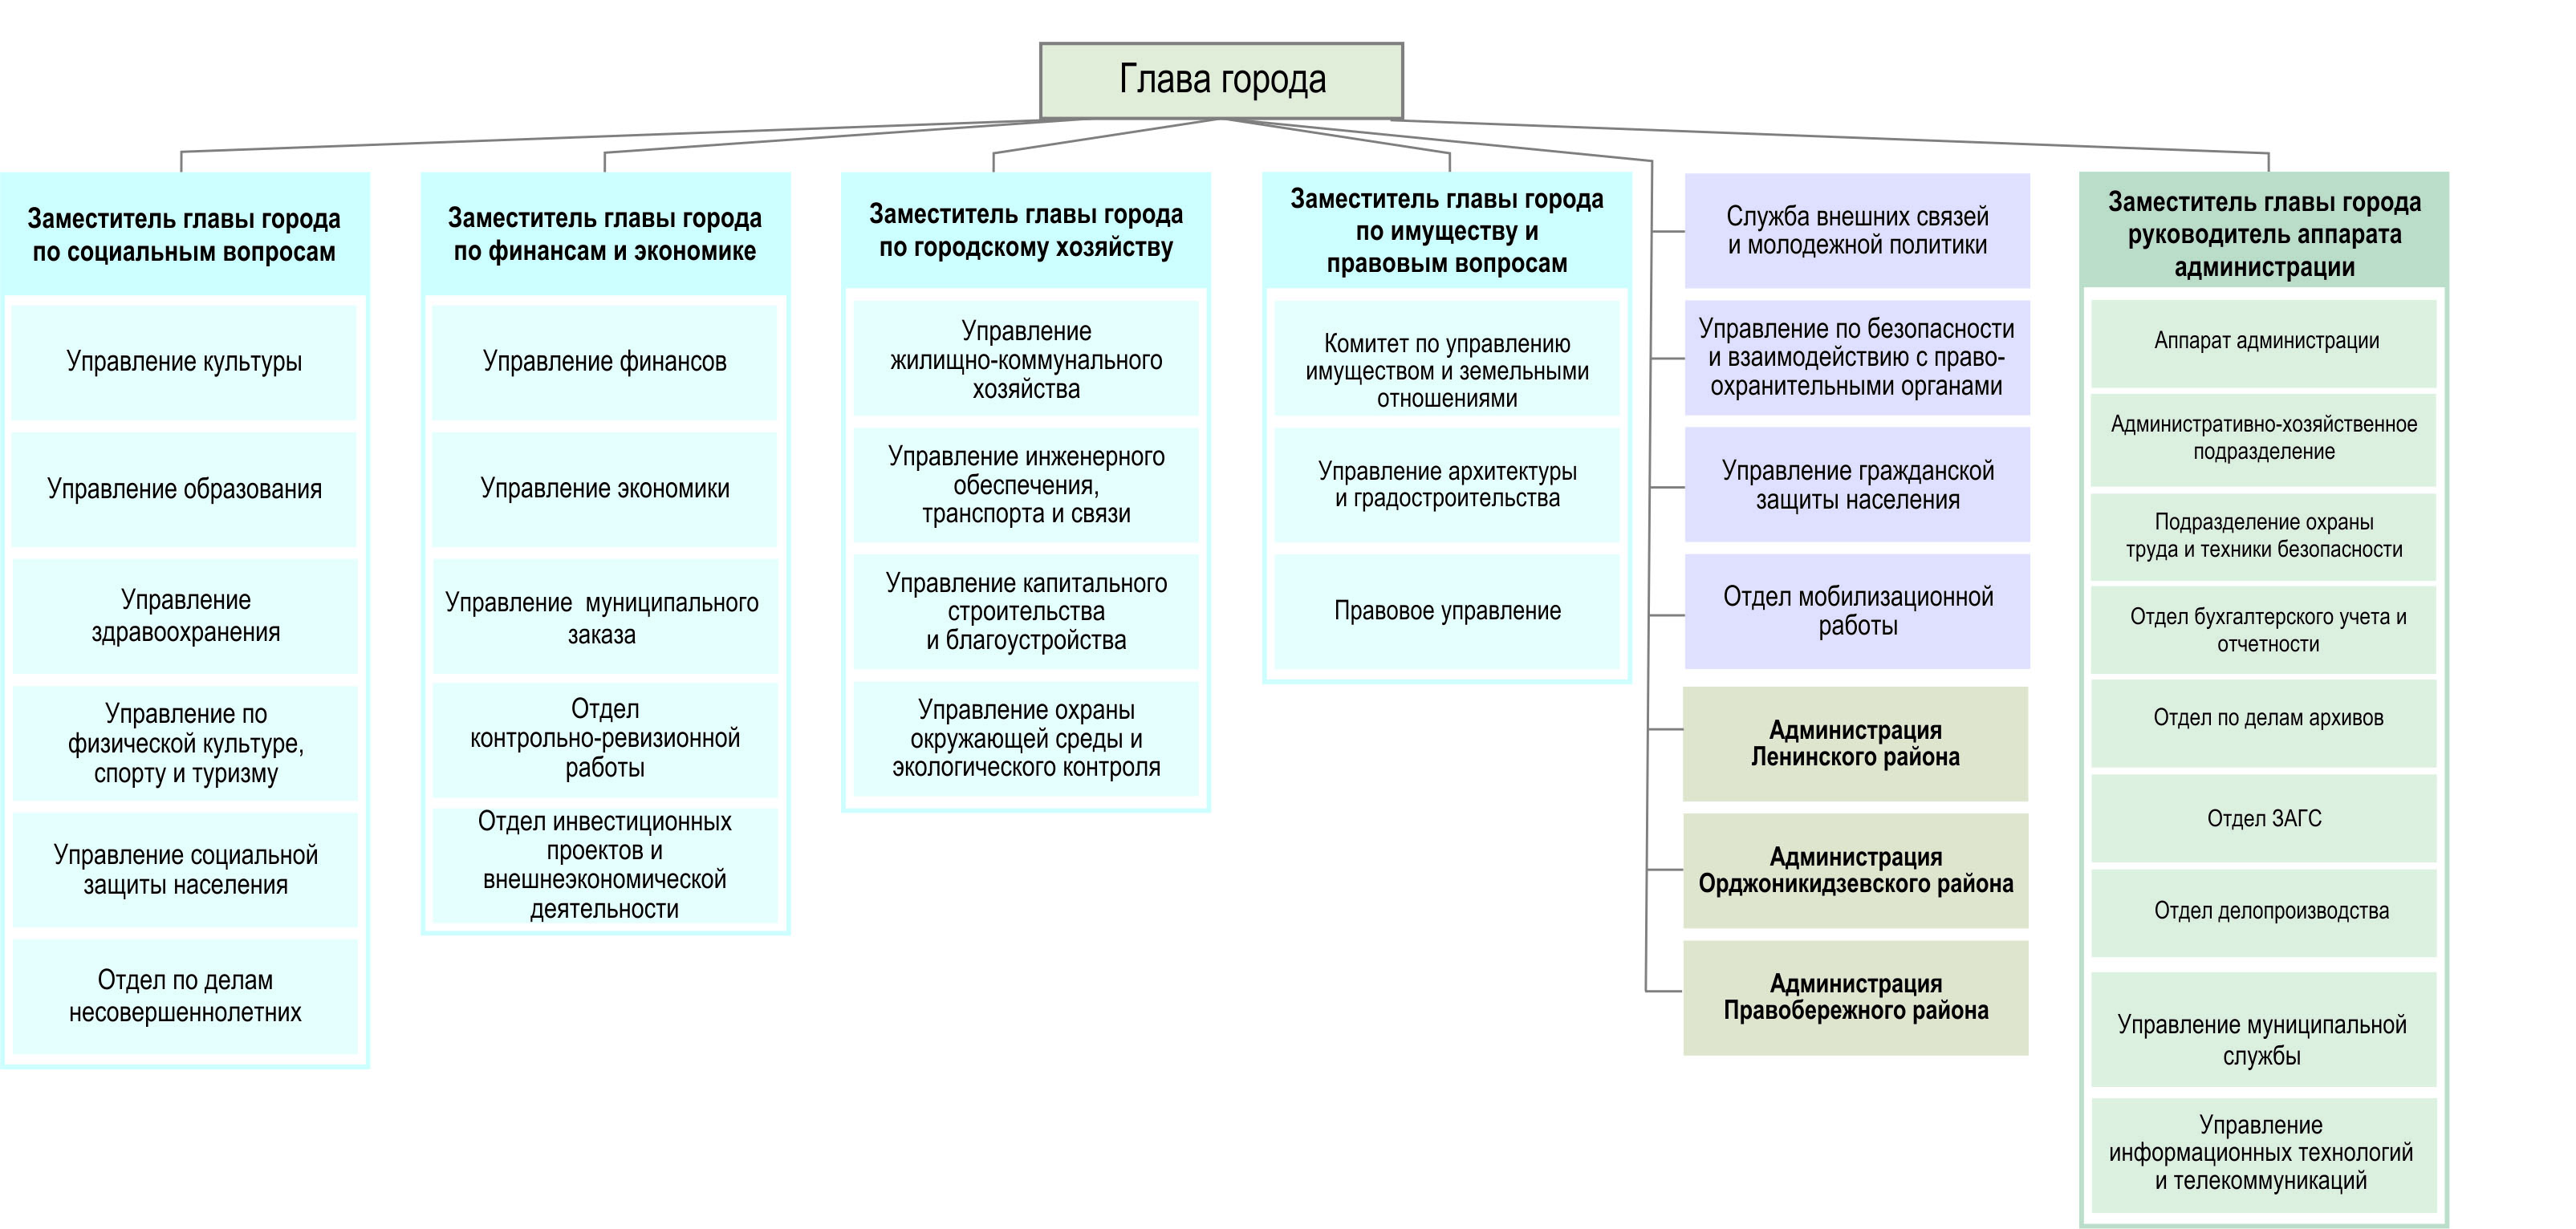 Глава города
Заместитель главы города
по социальным вопросам
Управление культуры
Управление образования
Управление
здравоохранения
Управление по
физической культуре,
спорту и туризму
Управление социальной
защиты населения
Отдел по делам
несовершеннолетних
Заместитель главы города
по финансам и экономике
Управление финансов
Управление экономики
Управление муниципального
заказа
Отдел
контрольно-ревизионной
работы
Отдел инвестиционных
проектов и
внешнеэкономической
деятельности
Заместитель главы города
по городскому хозяйству
Управление
жилищно-коммунального
хозяйства
Управление инженерного
обеспечения,
транспорта и связи
Управление капитального
строительства
и благоустройства
Управление охраны
окружающей среды и
экологического контроля
Заместитель главы города
по имуществу и
правовым вопросам
Комитет по управлению
имуществом и земельными
отношениями
Управление архитектуры
и градостроительства
Правовое управление
Служба внешних связей
и молодежной политики
Управление по безопасности
и взаимодействию с право-
охранительными органами
Управление гражданской
защиты населения
Отдел мобилизационной
работы
Администрация
Ленинского района
Администрация
Орджоникидзевского района
Администрация
Правобережного района
Заместитель главы города
руководитель аппарата
администрации
Аппарат администрации
Административно-хозяйственное
подразделение
Подразделение охраны
труда и техники безопасности
Отдел бухгалтерского учета и
отчетности
Отдел по делам архивов
Отдел ЗАГС
Отдел делопроизводства
Управление муниципальной
службы
Управление
информационных технологий
и телекоммуникаций